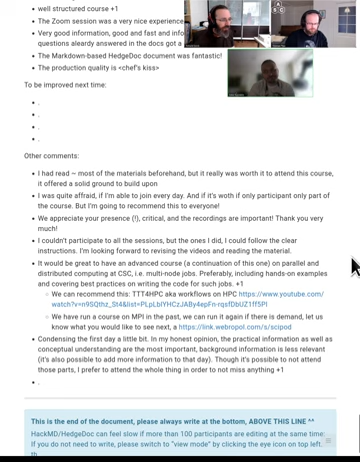 well structured course +1
The Zoom session was a very nice experience
Very good information, good doc and fast and info
questions aleardy answered in the docs got a
The Markdown-based HedgeDoc document was fantastic!
The production quality is <chef's kiss>
To be improved next time:
.
.
.
.
Other comments:
I had read ~ most of the materials beforehand, but it really was worth it to attend this course,
it offered a solid ground to build upon
I was quite afraid, if I'm able to join every day. And if it's woth if only participant only part of
the course. But I'm going to recommend this to everyone!
We appreciate your presence (!), critical, and the recordings are important! Thank you very
much!
I couldn't participate to all the sessions, but the ones I did, I could follow the clear
instructions. I'm looking forward to revising the videos and reading the material.
It would be great to have an advanced course (a continuation of this one) on parallel and
distributed computing at CSC, i.e. multi-node jobs. Preferably, including hands-on examples
and covering best practices on writing the code for such jobs. +1
We can recommend this: TTT4HPC aka workflows on HPC https://www.youtube.com/
We have run a course on MPI in the past, we can run it again if there is demand, let us
know what you would like to see next, a https://link.webropol.com/s/scipod
Condensing the first day a little bit. In my honest opinion, the practical information as well as
conceptual understanding are the most important, background information is less relevant
(it's also possible to add more information to that day). Though it's possible to not attend
those parts, I prefer to attend the whole thing in order to not miss anything +1
.
This is the end of the document, please always write at the bottom, ABOVE THIS LINE ^^
HackMD/HedgeDoc can feel slow if more than 100 participants are editing at the same time:
If you do not need to write, please switch to "view mode" by clicking the eye icon on top left.